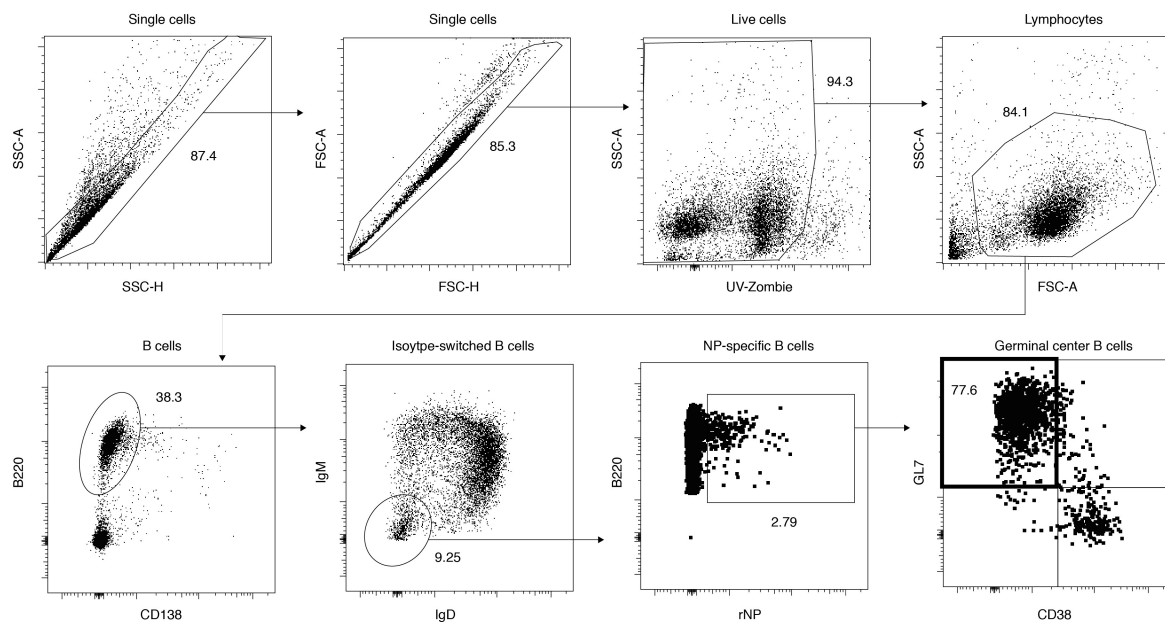 Single cells
Single cells
Live cells
Lymphocytes
SSC-A
87.4
SSC-H
FSC-A
85.3
FSC-H
SSC-A
94.3
UV-Zombie
SSC-A
84.1
FSC-A
B cells
Isoytpe-switched B cells
NP-specific B cells
Germinal center B cells
B220
38.3
CD138
IgM
9.25
IgD
B220
2.79
rNP
GL7
77.6
CD38